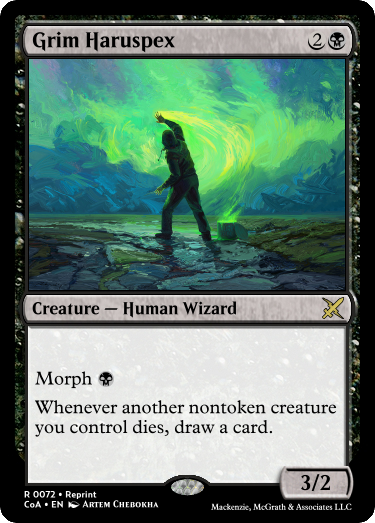 Grim Haruspex 2
Creature — Human Wizard
Morph
Whenever another nontoken creature
you control dies, draw a card.
3/2
R 0072 • Reprint
CoA • EN Artem Chebokha
Mackenzie, McGrath & Associates LLC